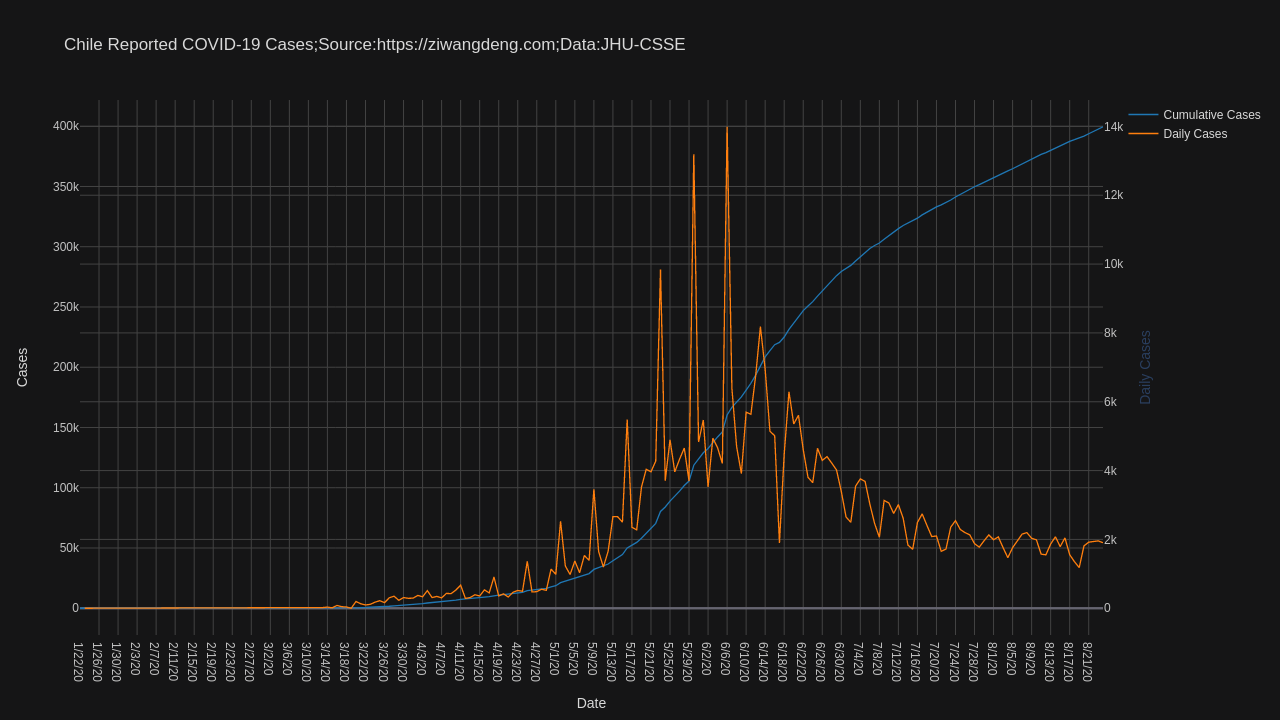 Chile Reported COVID-19 Cases;Source:https://ziwangdeng.com;Data:JHU-CSSE
Cumulative Cases
Daily Cases
400k
350k
300k
250k
200k
150k
100k
50k
0
Cases
14k
12k
10k
8k
6k
4k
2k
0
Daily Cases
1/22/20
1/26/20
1/30/20
2/3/20
2/7/20
2/11/20
2/15/20
2/19/20
2/23/20
2/27/20
3/2/20
3/6/20
3/10/20
3/14/20
3/18/20
3/22/20
3/26/20
3/30/20
4/3/20
4/7/20
4/11/20
4/15/20
4/19/20
4/23/20
4/27/20
5/1/20
5/5/20
5/9/20
5/13/20
5/17/20
5/21/20
5/25/20
5/29/20
6/2/20
6/6/20
6/10/20
6/14/20
6/18/20
6/22/20
6/26/20
6/30/20
7/4/20
7/8/20
7/12/20
7/16/20
7/20/20
7/24/20
7/28/20
8/1/20
8/5/20
8/9/20
8/13/20
8/17/20
8/21/20
Date